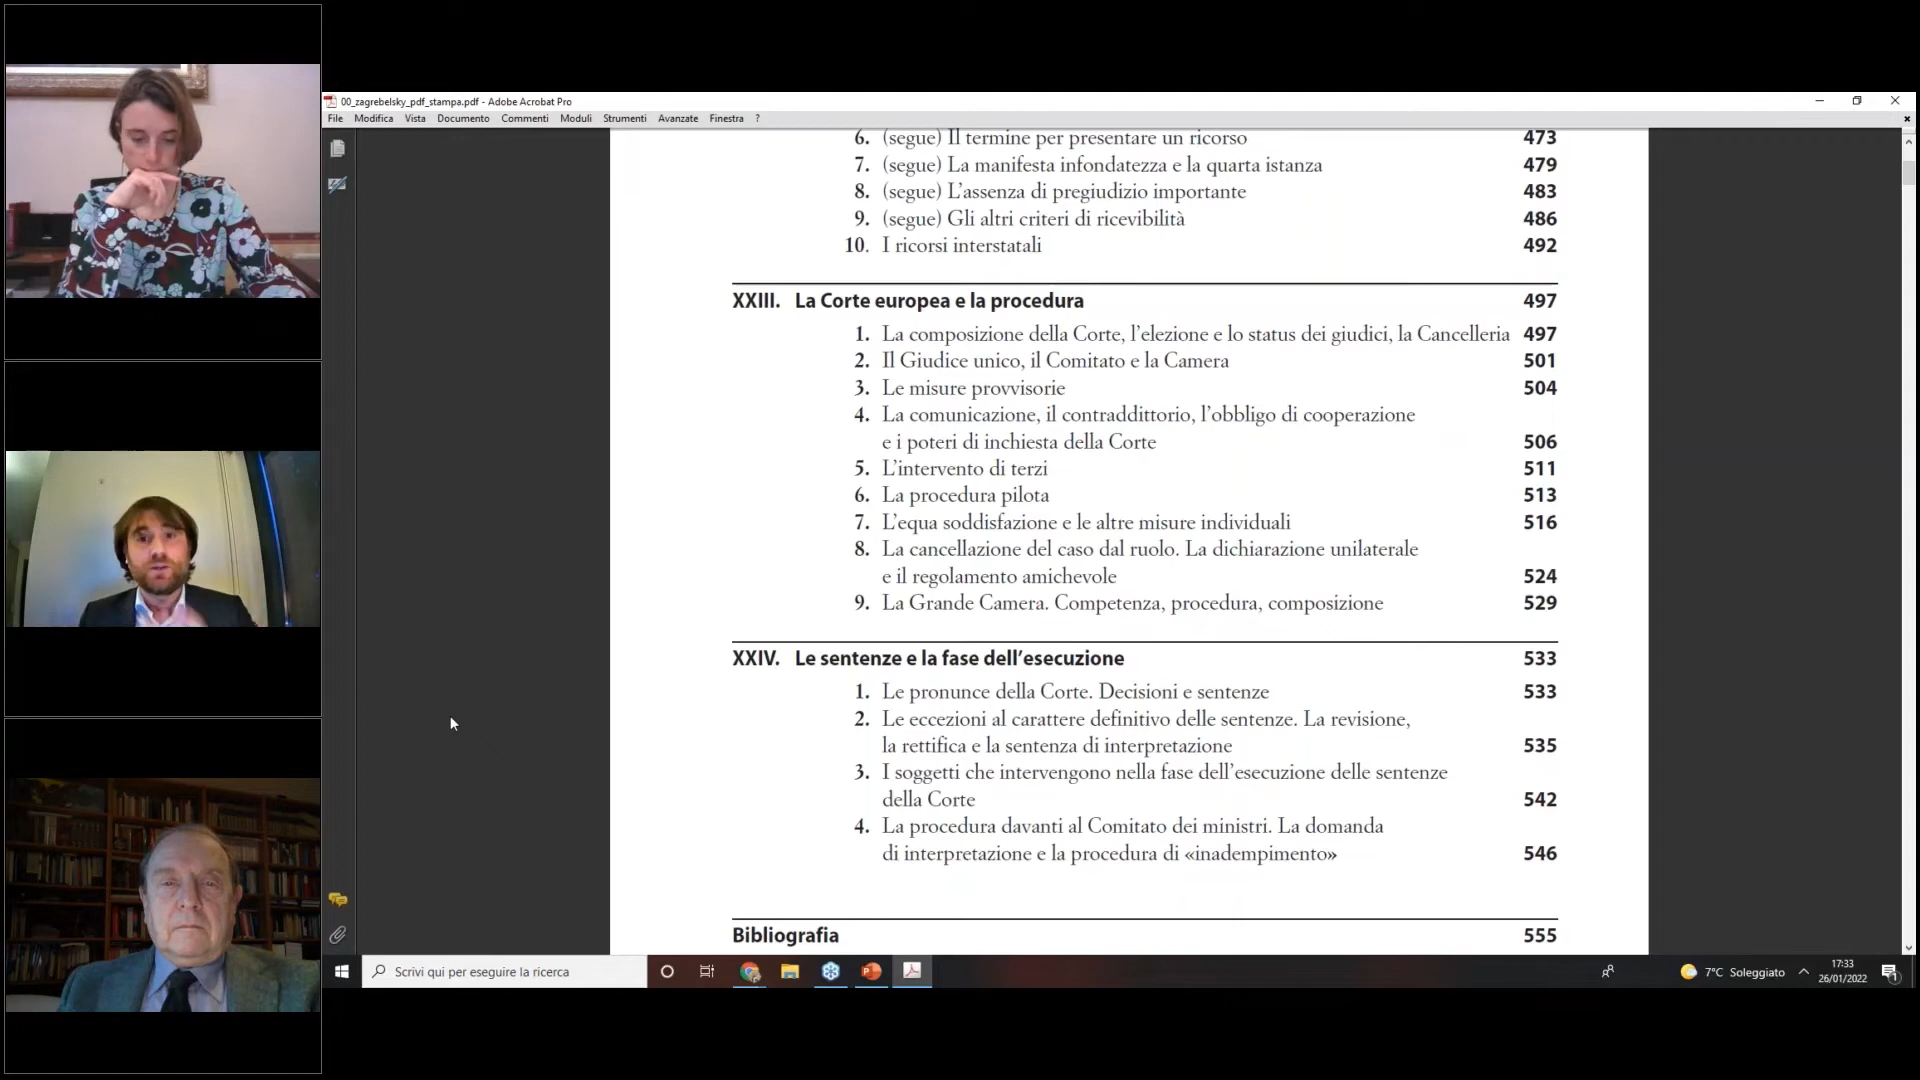 00_zagrebelsky_pdf_stampa.pdf - Adobe Acrobat Pro
File Modifica Vista Documento Commenti Moduli Strumenti Avanzate Finestra ?
6. (segue) Il termine per presentare un ricorso 473
7. (segue) La manifesta infondatezza e la quarta istanza 479
8. (segue) L’assenza di pregiudizio importante 483
9. (segue) Gli altri criteri di ricevibilità 486
10. I ricorsi interstatali 492
XXIII. La Corte europea e la procedura 497
1. La composizione della Corte, l’elezione e lo status dei giudici, la Cancelleria 497
2. Il Giudice unico, il Comitato e la Camera 501
3. Le misure provvisorie 504
4. La comunicazione, il contraddittorio, l’obbligo di cooperazione
e i poteri di inchiesta della Corte 506
5. L’intervento di terzi 511
6. La procedura pilota 513
7. L’equa soddisfazione e le altre misure individuali 516
8. La cancellazione del caso dal ruolo. La dichiarazione unilaterale
e il regolamento amichevole 524
9. La Grande Camera. Competenza, procedura, composizione 529
XXIV. Le sentenze e la fase dell’esecuzione 533
1. Le pronunce della Corte. Decisioni e sentenze 533
2. Le eccezioni al carattere definitivo delle sentenze. La revisione,
la rettifica e la sentenza di interpretazione 535
3. I soggetti che intervengono nella fase dell’esecuzione delle sentenze
della Corte 542
4. La procedura davanti al Comitato dei ministri. La domanda
di interpretazione e la procedura di «inadempimento» 546
Bibliografia 555
Scrivi qui per eseguire la ricerca
7°C Soleggiato
17:33
26/01/2022
1